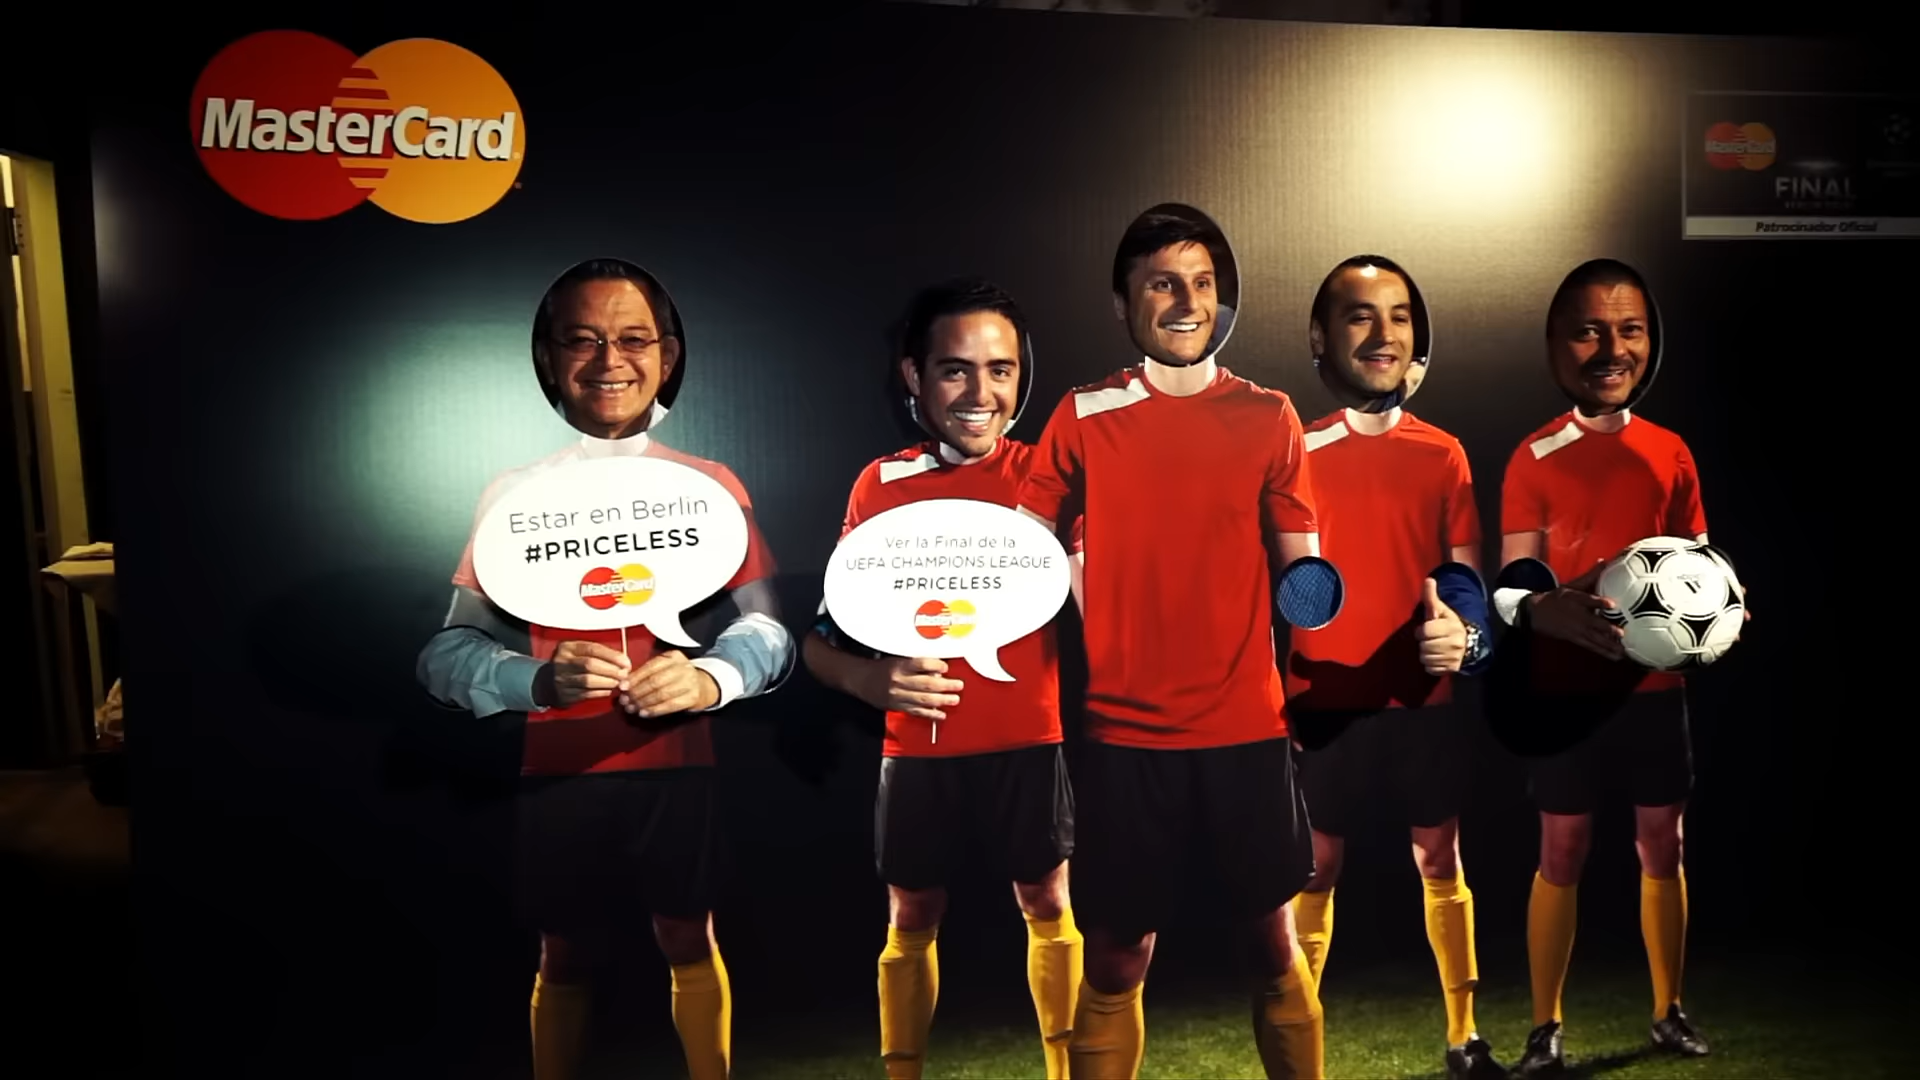 MasterCard
MasterCard
FINAL
Patrocinador Oficial
Estar en Berlin
#PRICELESS
MasterCard
Ver la Final de la
UEFA CHAMPIONS LEAGUE
#PRICELESS
MasterCard